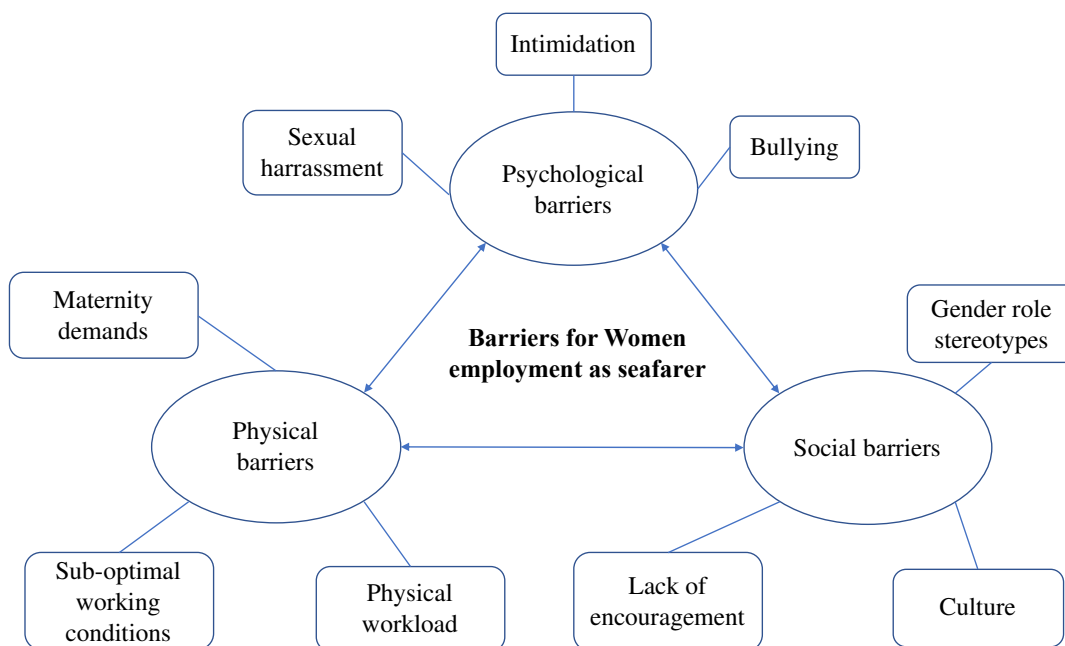 Intimidation
Sexual
harrassment
Bullying
Psychological
barriers
Maternity
demands
Gender role
stereotypes
Barriers for Women
employment as seafarer
Physical
barriers
Social barriers
Sub-optimal
working
conditions
Physical
workload
Lack of
encouragement
Culture